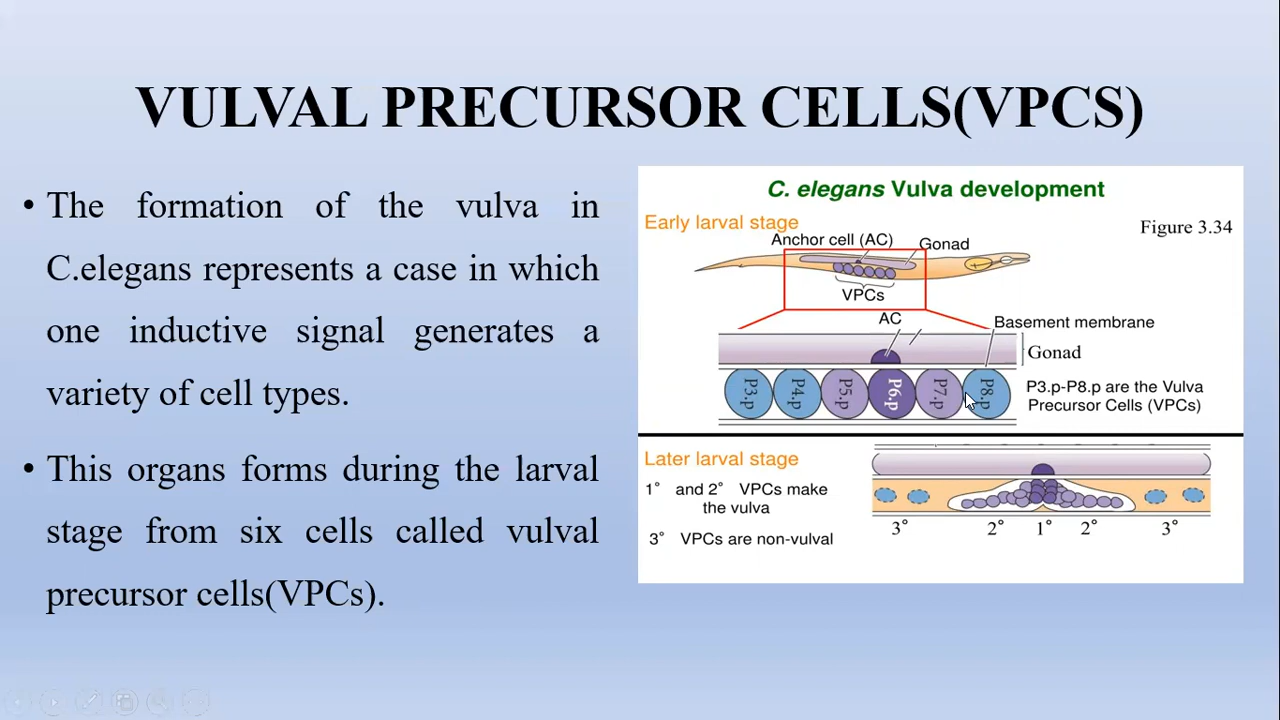 VULVAL PRECURSOR CELLS(VPCS)
• The formation of the vulva in
C.elegans represents a case in which
one inductive signal generates a
variety of cell types.
• This organs forms during the larval
stage from six cells called vulval
precursor cells(VPCs).
C. elegans Vulva development
Early larval stage
Figure 3.34
Anchor cell (AC)
Gonad
VPCs
AC
Basement membrane
Gonad
P3.p P4.p P5.p P6.p P7.p P8.p
P3.p-P8.p are the Vulva
Precursor Cells (VPCs)
Later larval stage
1° and 2° VPCs make
the vulva
3° VPCs are non-vulval
3° 2° 1° 2° 3°